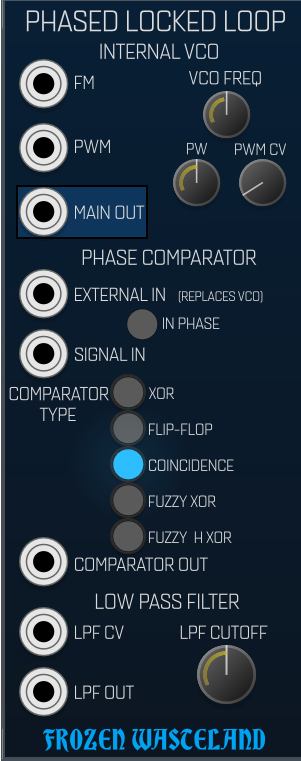 PHASED LOCKED LOOP
INTERNAL VCO
FM
VCO FREQ
PWM
PW
PWM CV
MAIN OUT
PHASE COMPARATOR
EXTERNAL IN (REPLACES VCO)
IN PHASE
SIGNAL IN
COMPARATOR
TYPE
XOR
FLIP-FLOP
COINCIDENCE
FUZZY XOR
FUZZY H XOR
COMPARATOR OUT
LOW PASS FILTER
LPF CV
LPF CUTOFF
LPF OUT
FROZEN WASTELAND